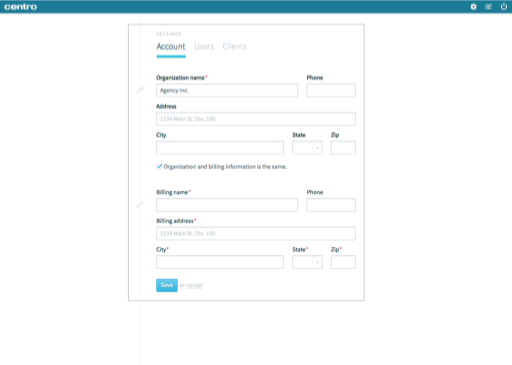 centro
SETTINGS
Account Users Clients
Organization name* Phone
Agency Inc.
Address
1234 Main St. Ste. 100
City State Zip
Organization and billing information is the same.
Billing name* Phone
Billing address*
1234 Main St. Ste. 100
City* State* Zip*
Save or cancel